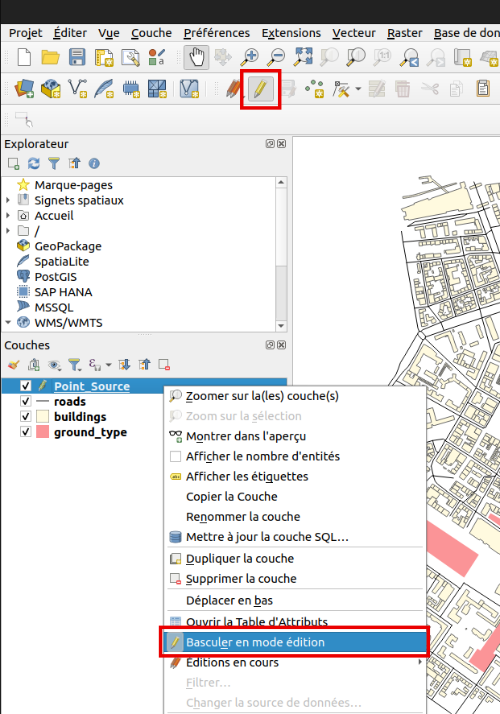 Projet Éditer Vue Couche Préférences Extensions Vecteur Raster Base de don
Explorateur
Marque-pages
Signets spatiaux
Accueil
/
GeoPackage
SpatiaLite
PostGIS
SAP HANA
MSSQL
WMS/WMTS
Couches
Point_Source
roads
buildings
ground_type
Zoomer sur la(les) couche(s)
Zoom sur la sélection
Montrer dans l'aperçu
Afficher le nombre d'entités
Afficher les étiquettes
Copier la Couche
Renommer la couche
Mettre à jour la couche SQL…
Dupliquer la couche
Supprimer la couche
Déplacer en bas
Ouvrir la Table d'Attributs
Basculer en mode édition
Éditions en cours
Filtrer…
Changer la source de données…